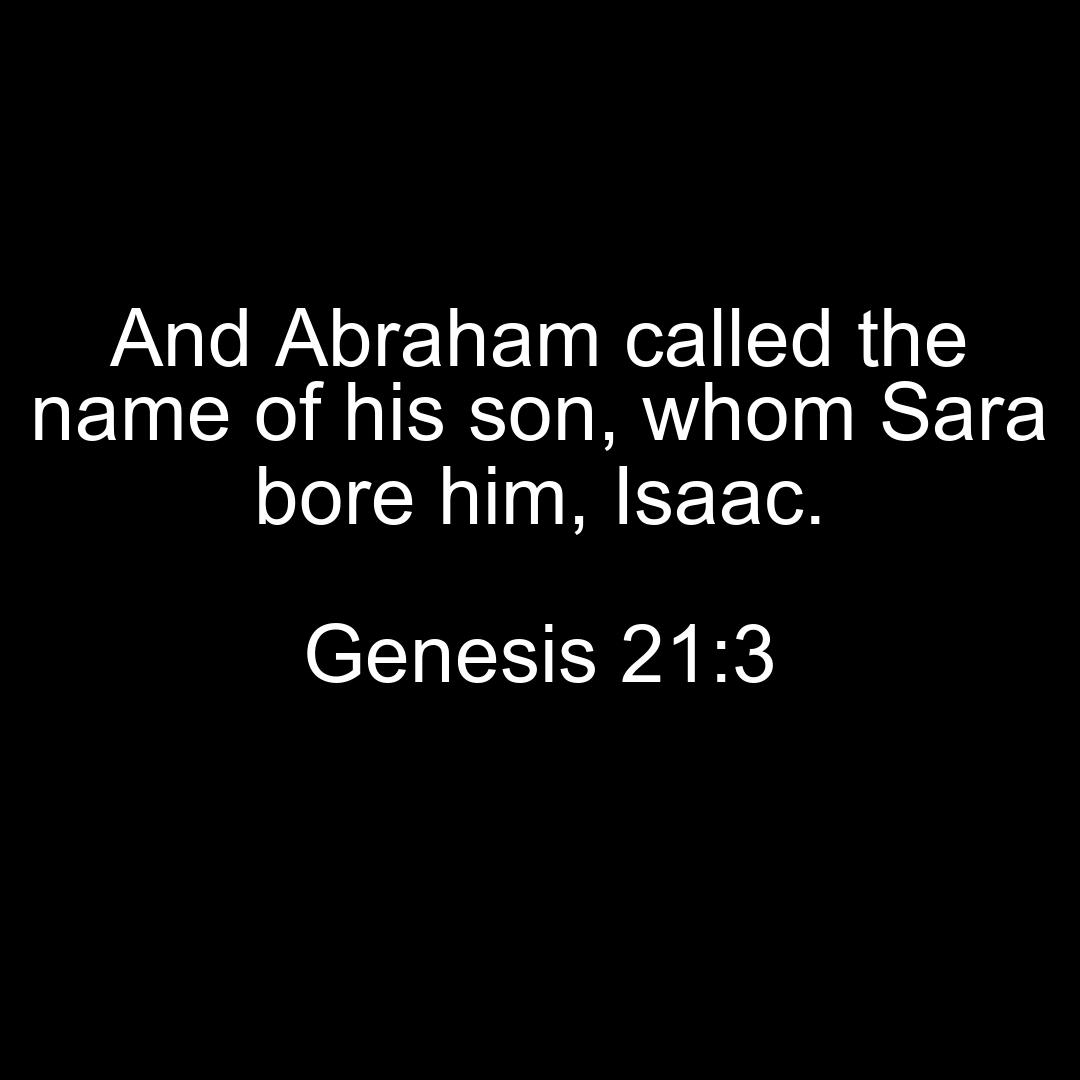 And Abraham called the
name of his son, whom Sara
bore him, Isaac.
Genesis 21:3